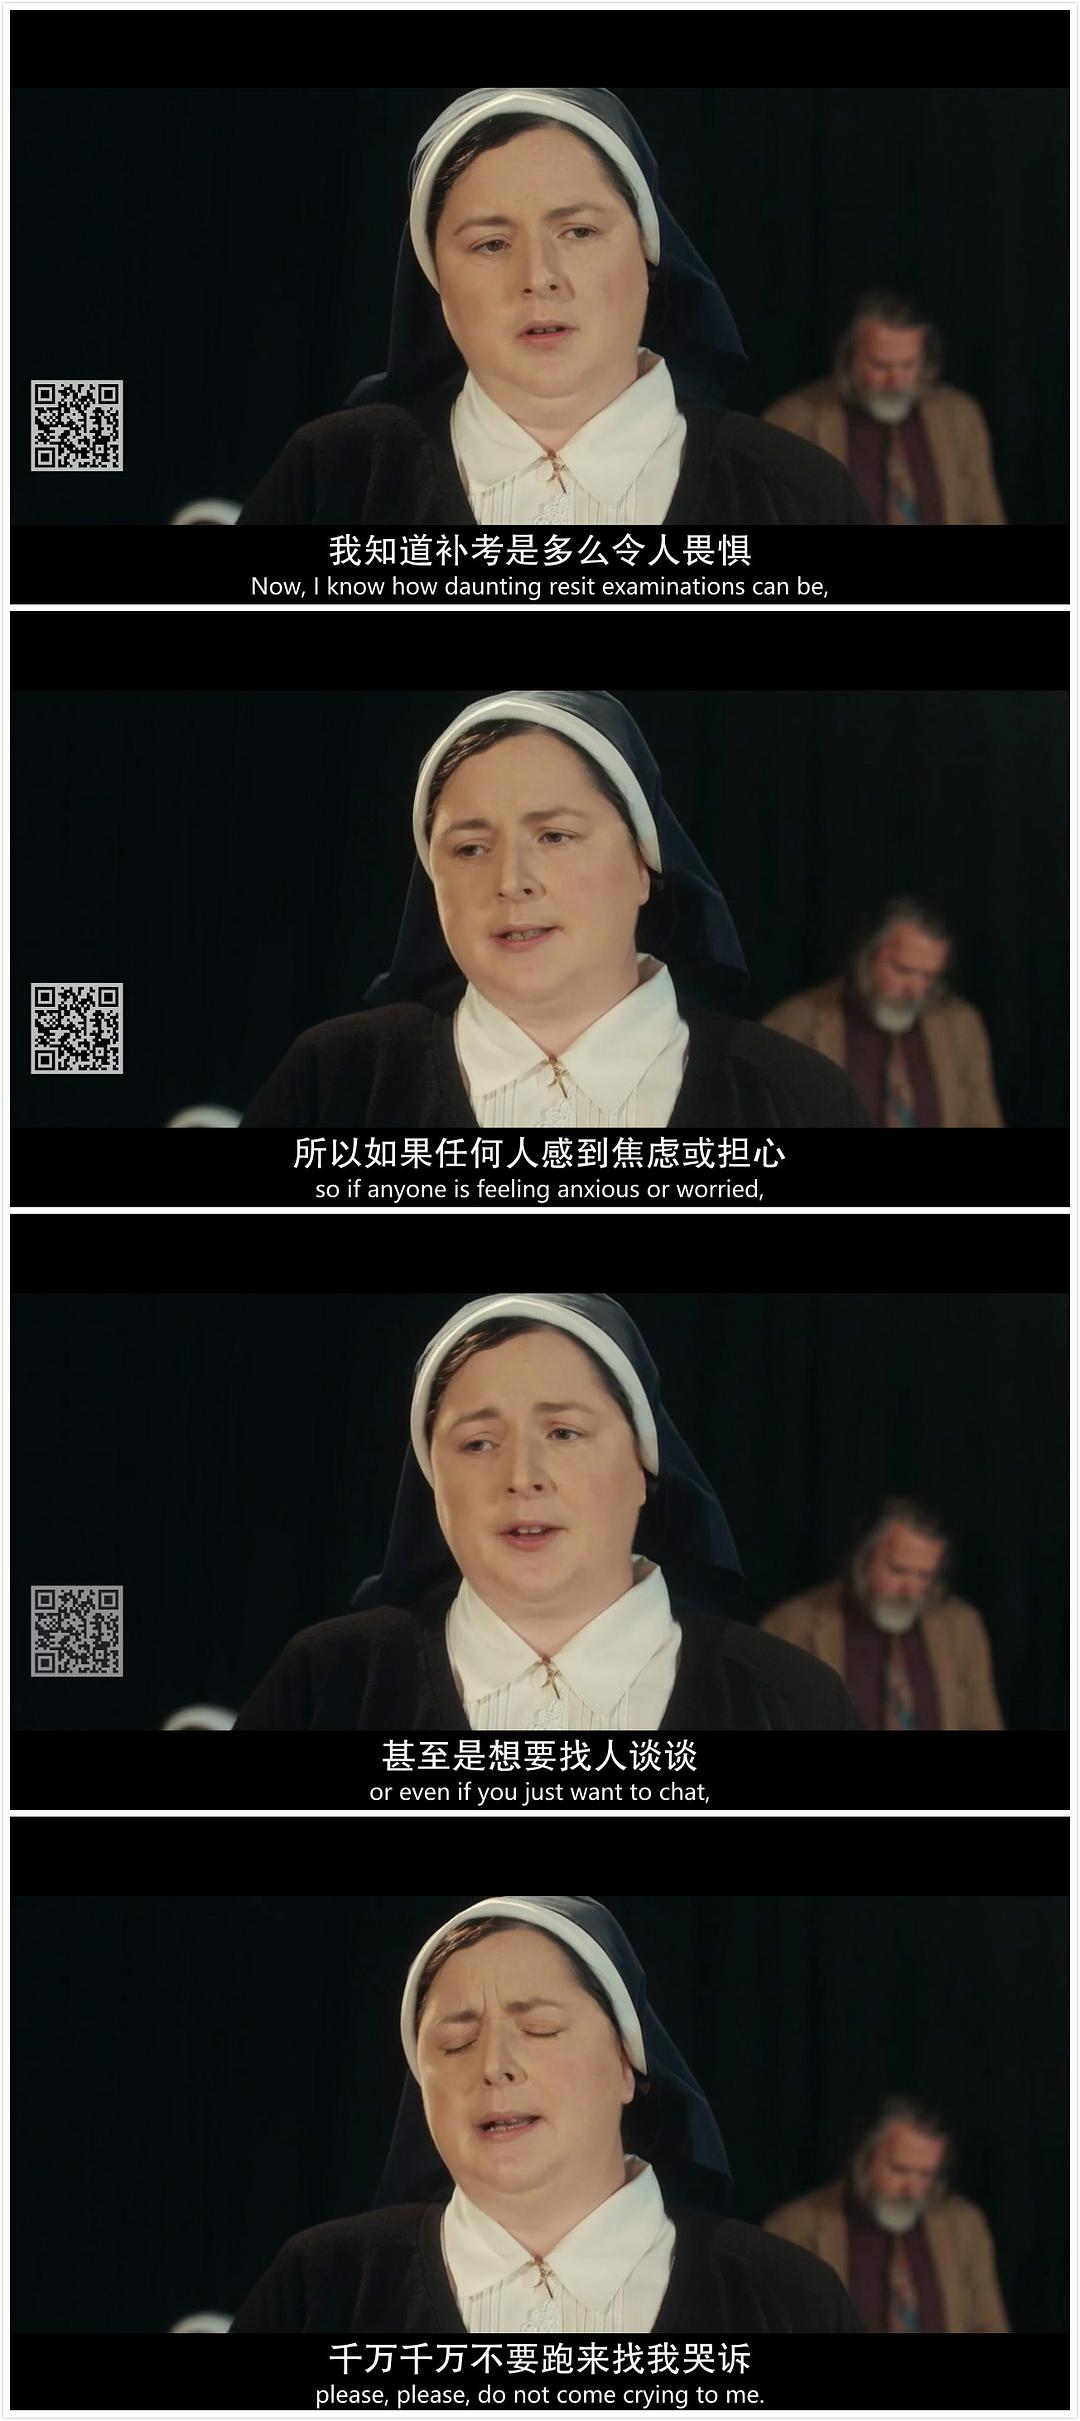 我知道补考是多么令人畏惧
Now, I know how daunting resit examinations can be,
所以如果任何人感到焦虑或担心
so if anyone is feeling anxious or worried,
甚至是想要找人谈谈
or even if you just want to chat,
千万千万不要跑来找我哭诉
please, please, do not come crying to me.